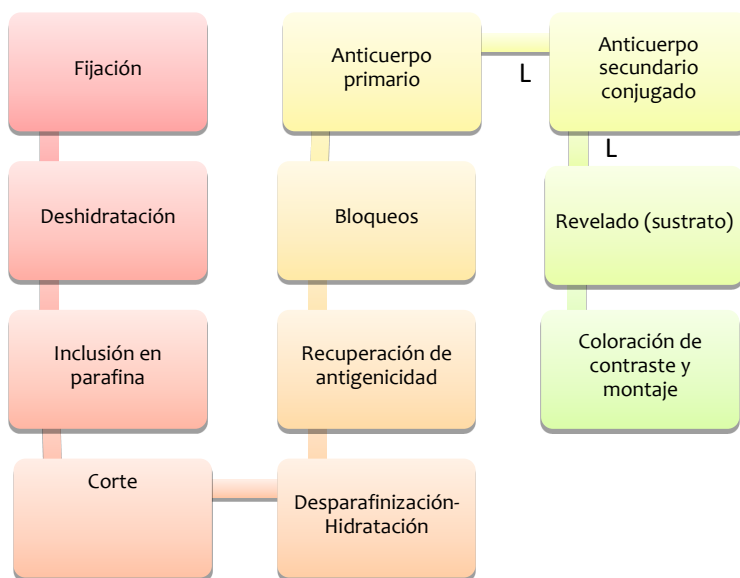 Fijación
Deshidratación
Inclusión en
parafina
Corte
Desparafinización-
Hidratación
Recuperación de
antigenicidad
Bloqueos
Anticuerpo
primario
L
Anticuerpo
secundario
conjugado
L
Revelado (sustrato)
Coloración de
contraste y
montaje